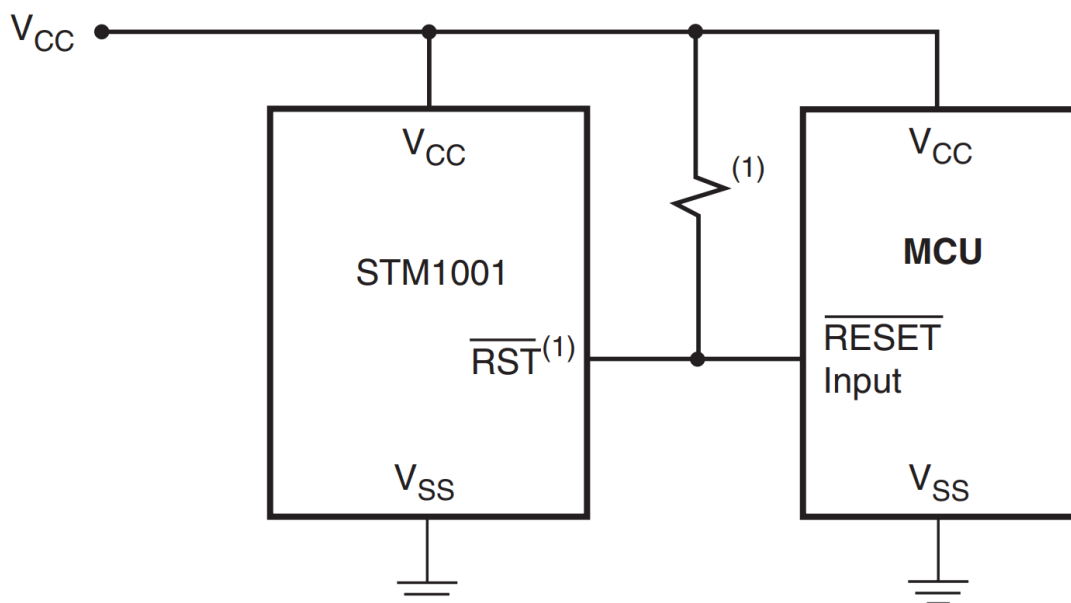 VCC
VCC
STM1001
RST(1)
VSS
(1)
VCC
MCU
RESET
Input
VSS